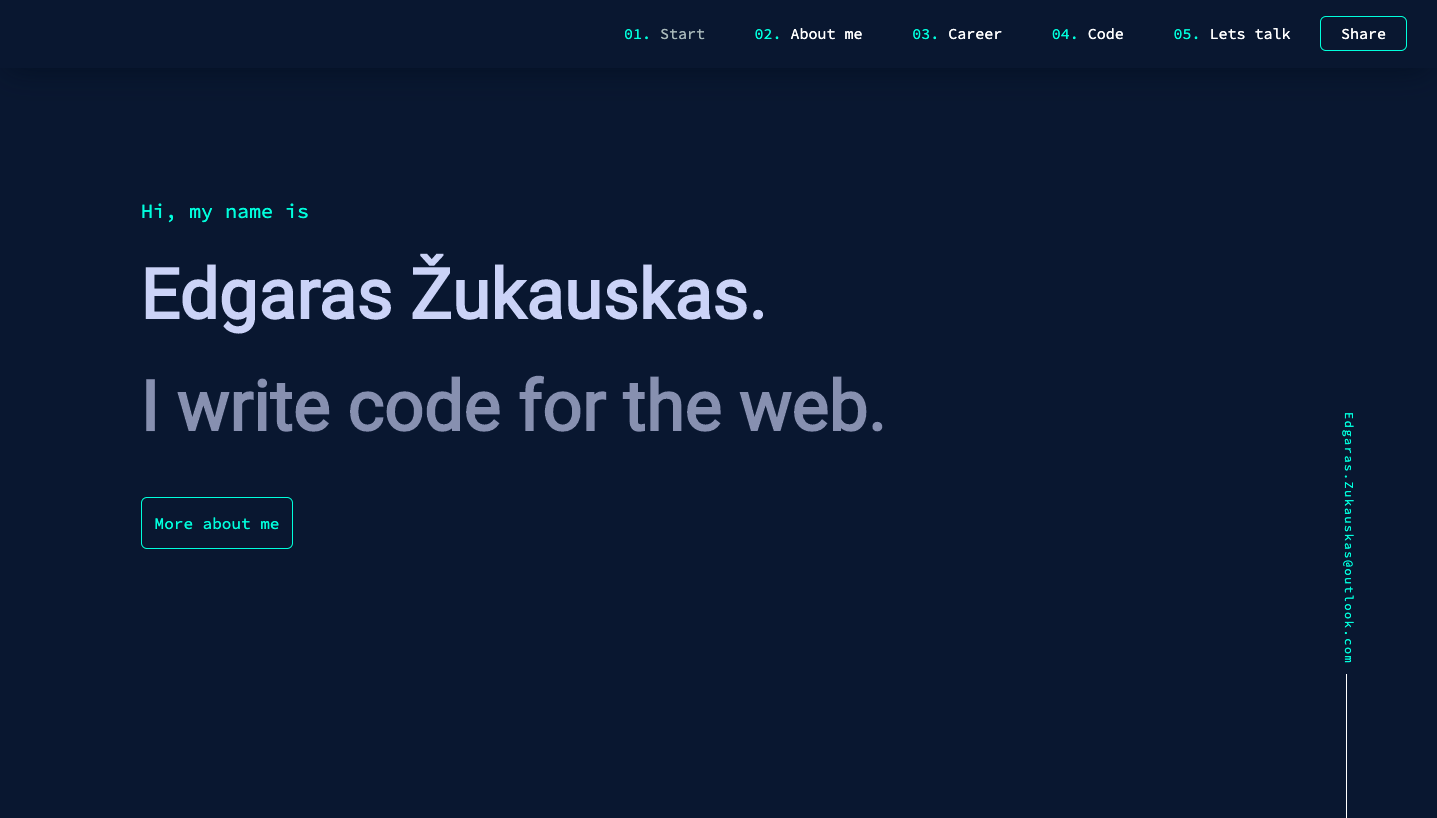 01. Start 02. About me 03. Career 04. Code 05. Lets talk Share
Hi, my name is
Edgaras Žukauskas.
I write code for the web.
More about me
Edgaras.Zukauskas@outlook.com